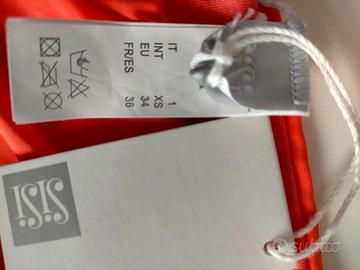 IT 1
INT XS
EU 34
FR/ES 36
SISI
subito